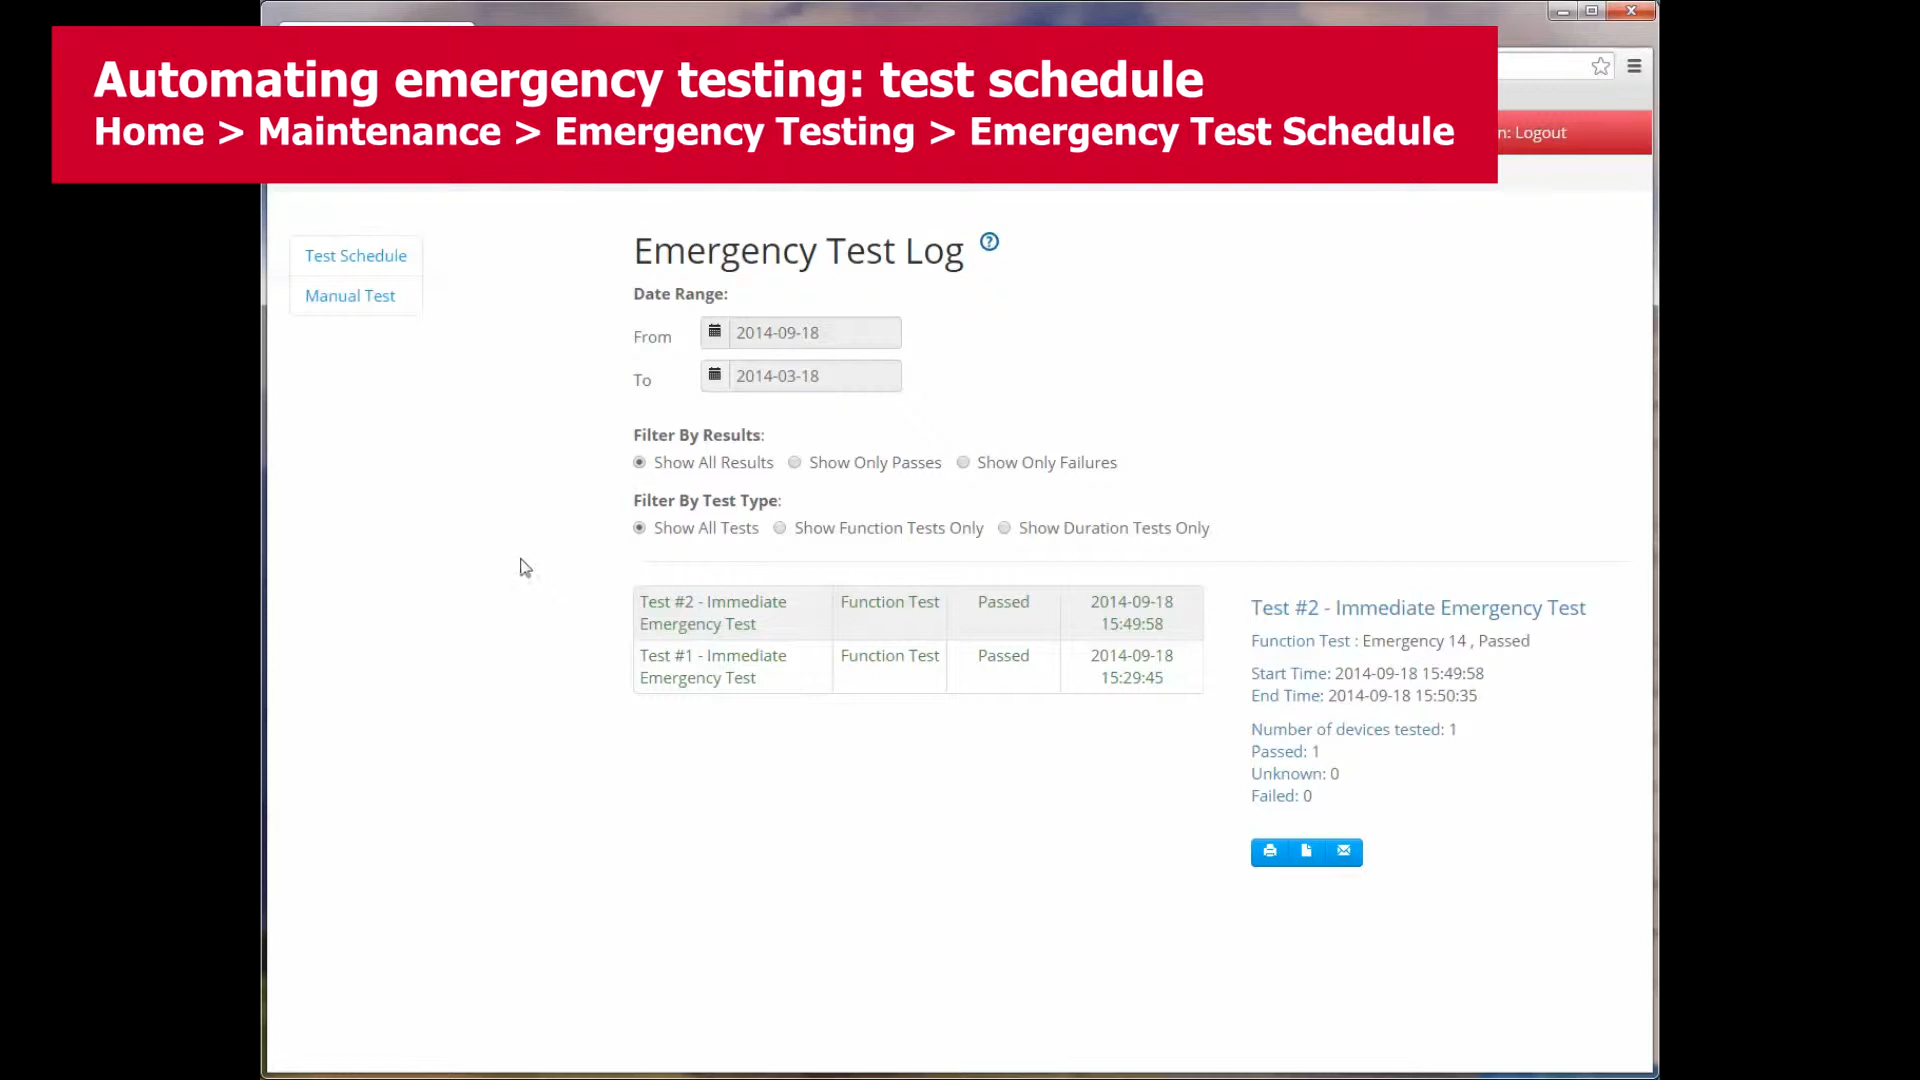 Automating emergency testing: test schedule
Home > Maintenance > Emergency Testing > Emergency Test Schedule
n: Logout
Test Schedule
Manual Test
Emergency Test Log
Date Range:
From 2014-09-18
To 2014-03-18
Filter By Results:
Show All Results Show Only Passes Show Only Failures
Filter By Test Type:
Show All Tests Show Function Tests Only Show Duration Tests Only
Test #2 - Immediate Emergency Test Function Test Passed 2014-09-18 15:49:58
Test #1 - Immediate Emergency Test Function Test Passed 2014-09-18 15:29:45
Test #2 - Immediate Emergency Test
Function Test : Emergency 14 , Passed
Start Time: 2014-09-18 15:49:58
End Time: 2014-09-18 15:50:35
Number of devices tested: 1
Passed: 1
Unknown: 0
Failed: 0